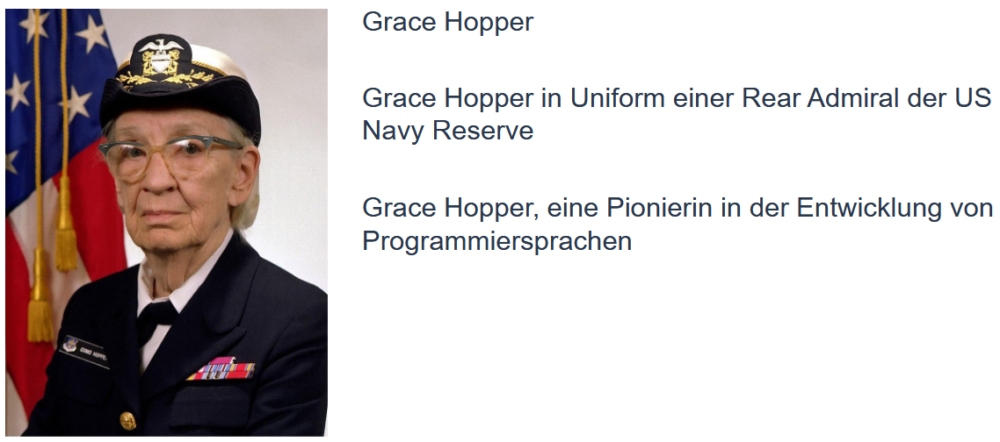 Grace Hopper
Grace Hopper in Uniform einer Rear Admiral der US
Navy Reserve
Grace Hopper, eine Pionierin in der Entwicklung von
Programmiersprachen